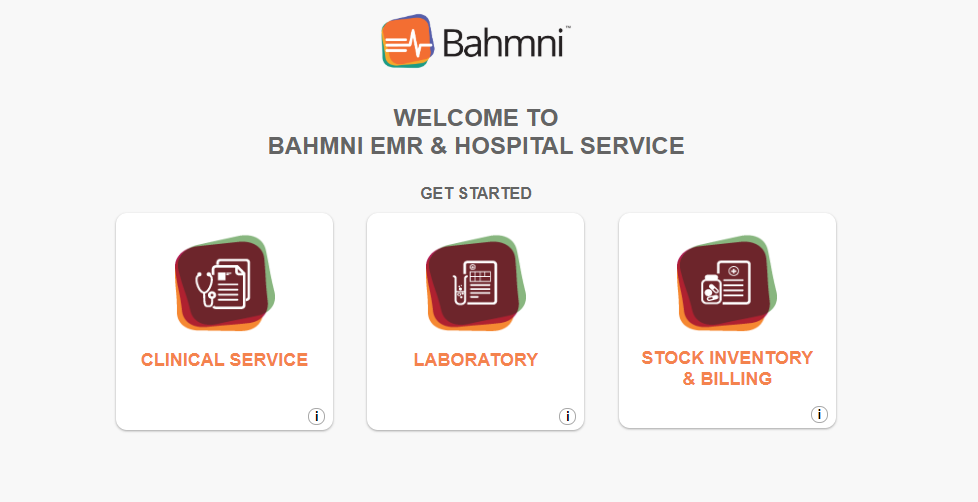 Bahmni™
WELCOME TO
BAHMNI EMR & HOSPITAL SERVICE
GET STARTED
CLINICAL SERVICE
LABORATORY
STOCK INVENTORY
& BILLING
i
i
i